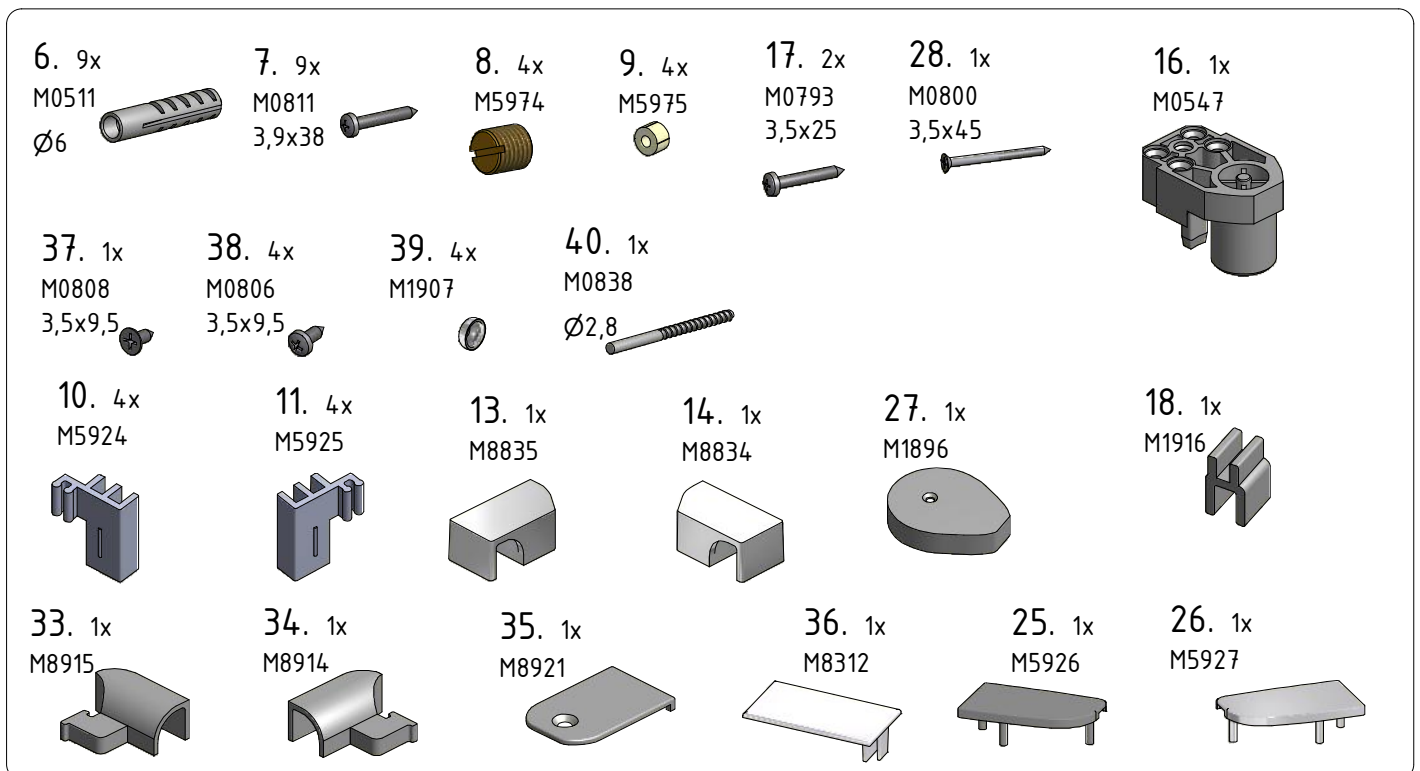 6. 9x
M0511
Ø6
7. 9x
M0811
3,9x38
8. 4x
M5974
9. 4x
M5975
17. 2x
M0793
3,5x25
28. 1x
M0800
3,5x45
16. 1x
M0547
37. 1x
M0808
3,5x9,5
38. 4x
M0806
3,5x9,5
39. 4x
M1907
40. 1x
M0838
Ø2,8
10. 4x
M5924
11. 4x
M5925
13. 1x
M8835
14. 1x
M8834
27. 1x
M1896
18. 1x
M1916
33. 1x
M8915
34. 1x
M8914
35. 1x
M8921
36. 1x
M8312
25. 1x
M5926
26. 1x
M5927